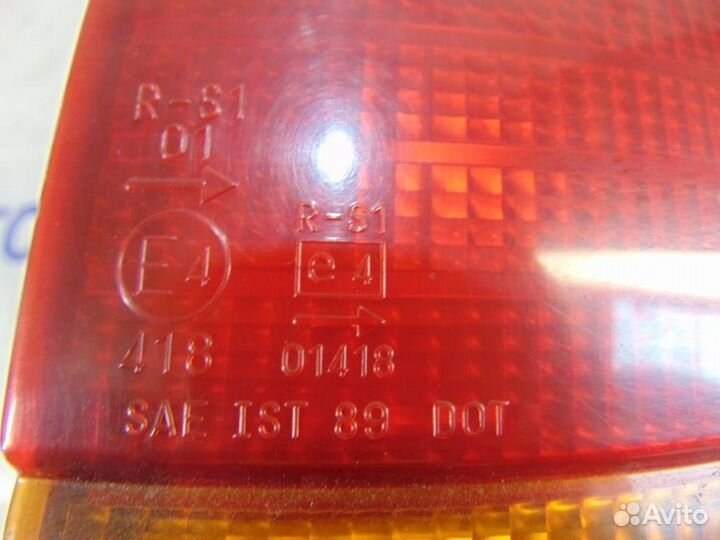 R-S1
01
E4
418
R-S1
e4
01418
SAE IST 89 DOT
Avito